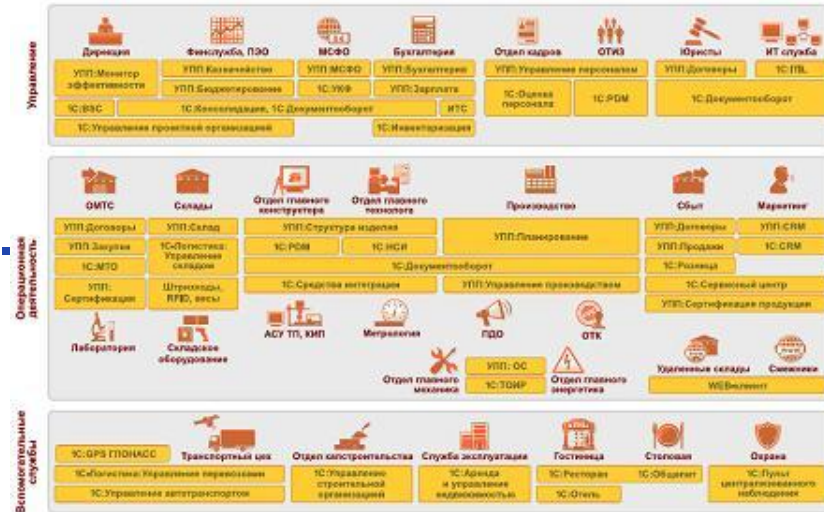 Управление
Дирекция
Финслужба, ПЭО
МСФО
Бухгалтерия
Отдел кадров
ОТИЗ
Юристы
ИТ служба
УПП:Монитор эффективности
УПП:Казначейство
УПП:МСФО
УПП:Бухгалтерия
УПП:Управление персоналом
УПП:Договоры
1С:ITIL
УПП:Бюджетирование
1С:УКФ
УПП:Зарплата
1С:Оценка персонала
1С:PDM
1С:Документооборот
1С:BSC
1С:Консолидация, 1С:Документооборот
ИТС
1С:Управление проектной организацией
1С:Инвентаризация
Операционная деятельность
ОМТС
Склады
Отдел главного конструктора
Отдел главного технолога
Производство
Сбыт
Маркетинг
УПП:Договоры
УПП:Склад
УПП:Структура изделия
УПП:Планирование
УПП:Договоры
УПП:CRM
УПП:Закупки
1С-Логистика: Управление складом
1С:PDM
1С:НСИ
УПП:Продажи
1С:CRM
1С:МТО
1С:Документооборот
1С:Розница
УПП: Сертификация
Штрихкоды, RFID, весы
1С:Средства интеграции
УПП:Управление производством
1С:Сервисный центр
УПП:Сертификация продукции
Лаборатория
Складское оборудование
АСУ ТП, КИП
Метрология
ПДО
ОТК
Отдел главного механика
УПП: ОС
1С:ТОИР
Отдел главного энергетика
Удаленные склады
Смежники
WEB-клиент
Вспомогательные службы
1С:GPS ГЛОНАСС
Транспортный цех
Отдел капстроительства
Служба эксплуатации
Гостиница
Столовая
Охрана
1С-Логистика:Управление перевозками
1С:Управление строительной организацией
1С:Аренда и управление недвижимостью
1С:Ресторан
1С:Общепит
1С:Пульт централизованного наблюдения
1С:Управление автотранспортом
1С:Отель